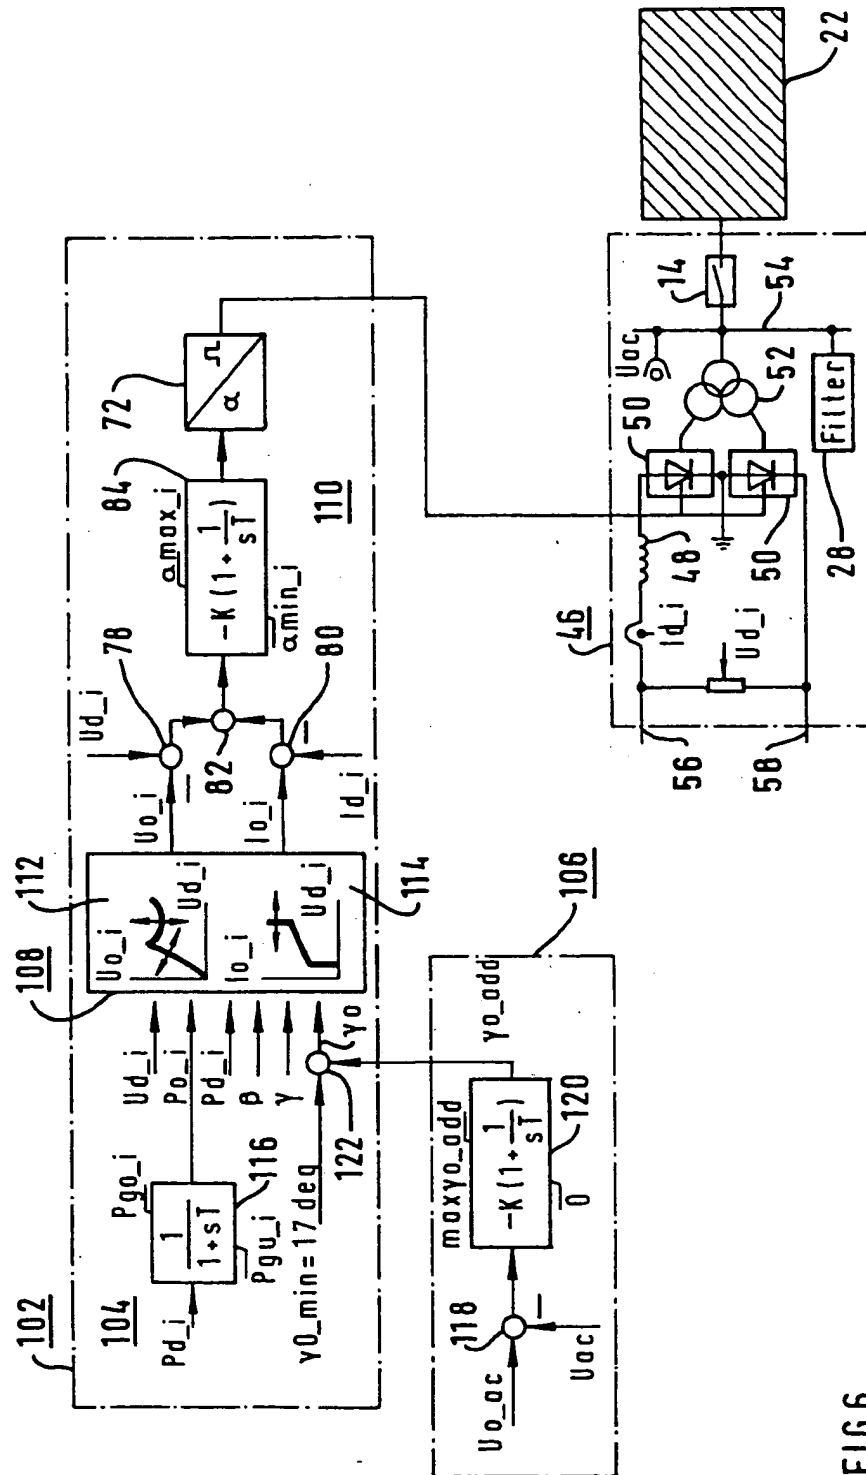 102
104
Pd_i
Pgo_i
1
1+sT
Pgu_i
116
γ0_min = 17 deg
122
Ud_i
Po_i
Pd_i
β
γ
γo
108
112
Uo_i
Ud_i
Io_i
Ud_i
114
Uo_i
Io_i
Ud_i
–
Id_i
–
78
82
80
84
αmax_i
-K (1 + 1
sT)
αmin_i
110
72
α
106
Uo_ac
Uac
–
118
maxγo_add
-K (1 + 1
sT)
0
120
γo_add
46
56
58
Id_i
Ud_i
48
50
50
Uac
52
54
14
Filter
28
22
FIG 6